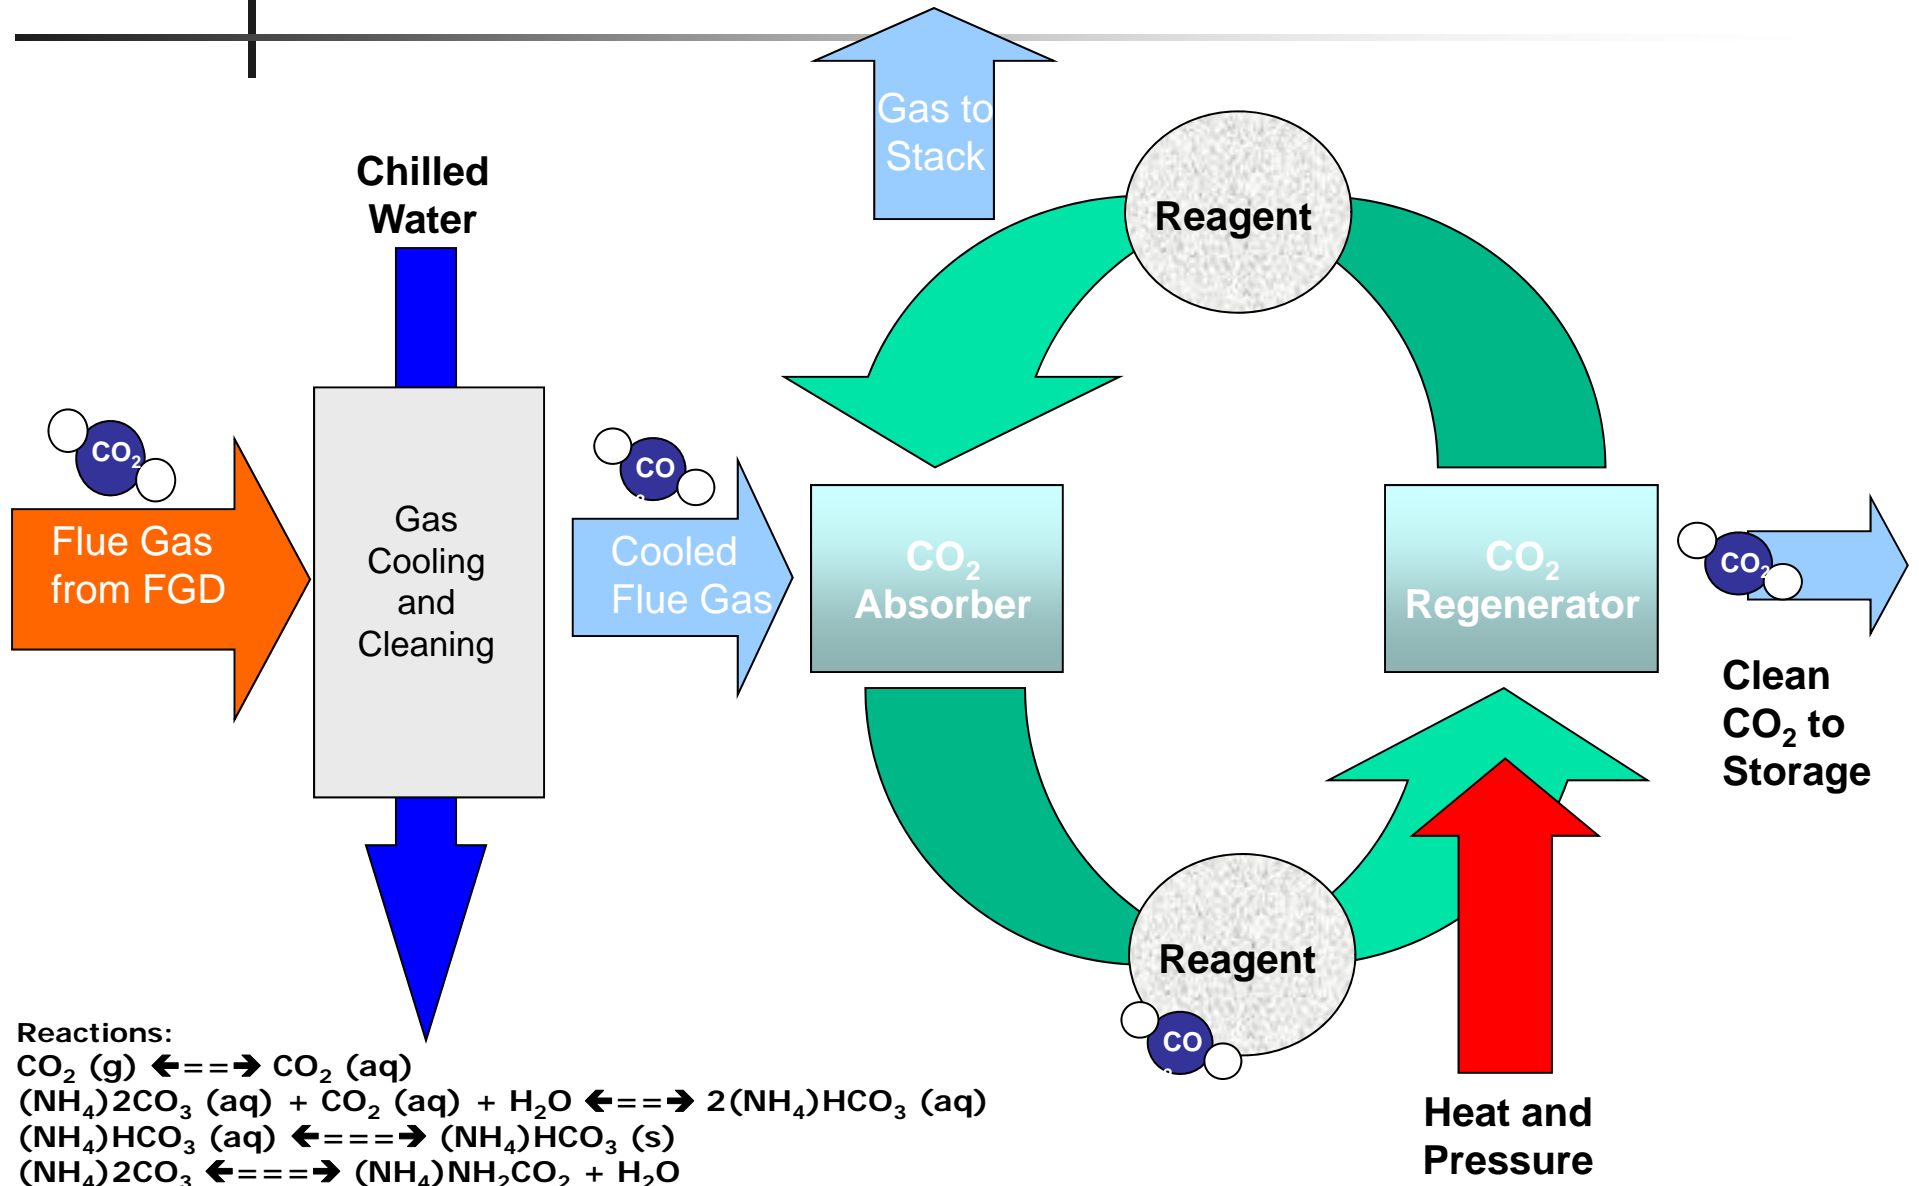 Gas to
Stack
Chilled
Water
Reagent
CO₂
Flue Gas
from FGD
Gas
Cooling
and
Cleaning
CO
Cooled
Flue Gas
CO₂
Absorber
CO₂
Regenerator
CO₂
Clean
CO₂ to
Storage
Reagent
CO
Heat and
Pressure
Reactions:
CO₂ (g) 🡸==🡺 CO₂ (aq)
(NH₄)2CO₃ (aq) + CO₂ (aq) + H₂O 🡸==🡺 2(NH₄)HCO₃ (aq)
(NH₄)HCO₃ (aq) 🡸===🡺 (NH₄)HCO₃ (s)
(NH₄)2CO₃ 🡸===🡺 (NH₄)NH₂CO₂ + H₂O